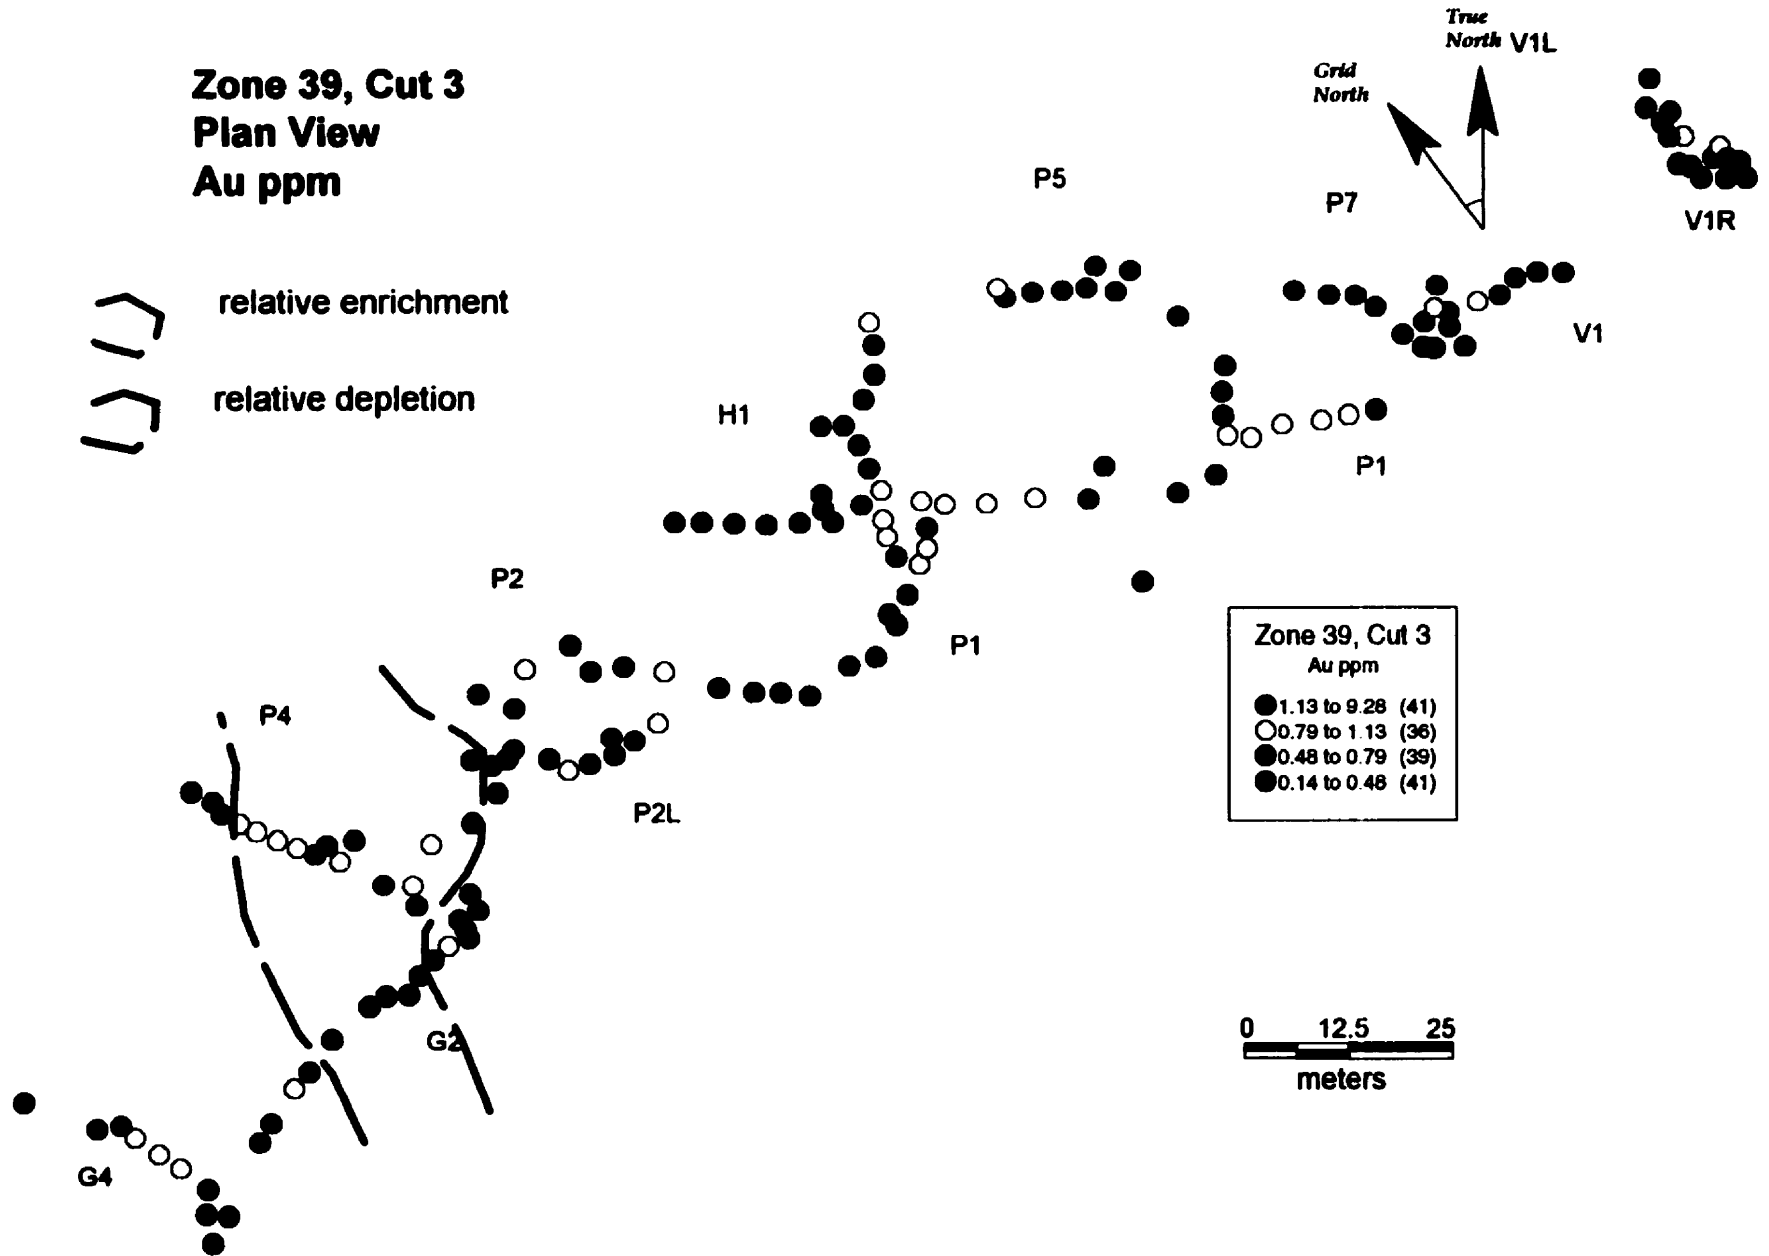 Zone 39, Cut 3
Plan View
Au ppm
relative enrichment
relative depletion
True
North V1L
Grid
North
P5
P7
V1R
V1
H1
P1
P2
P1
P4
P2L
G2
G4
Zone 39, Cut 3
Au ppm
1.13 to 9.28 (41)
0.79 to 1.13 (36)
0.48 to 0.79 (39)
0.14 to 0.48 (41)
0 12.5 25
meters